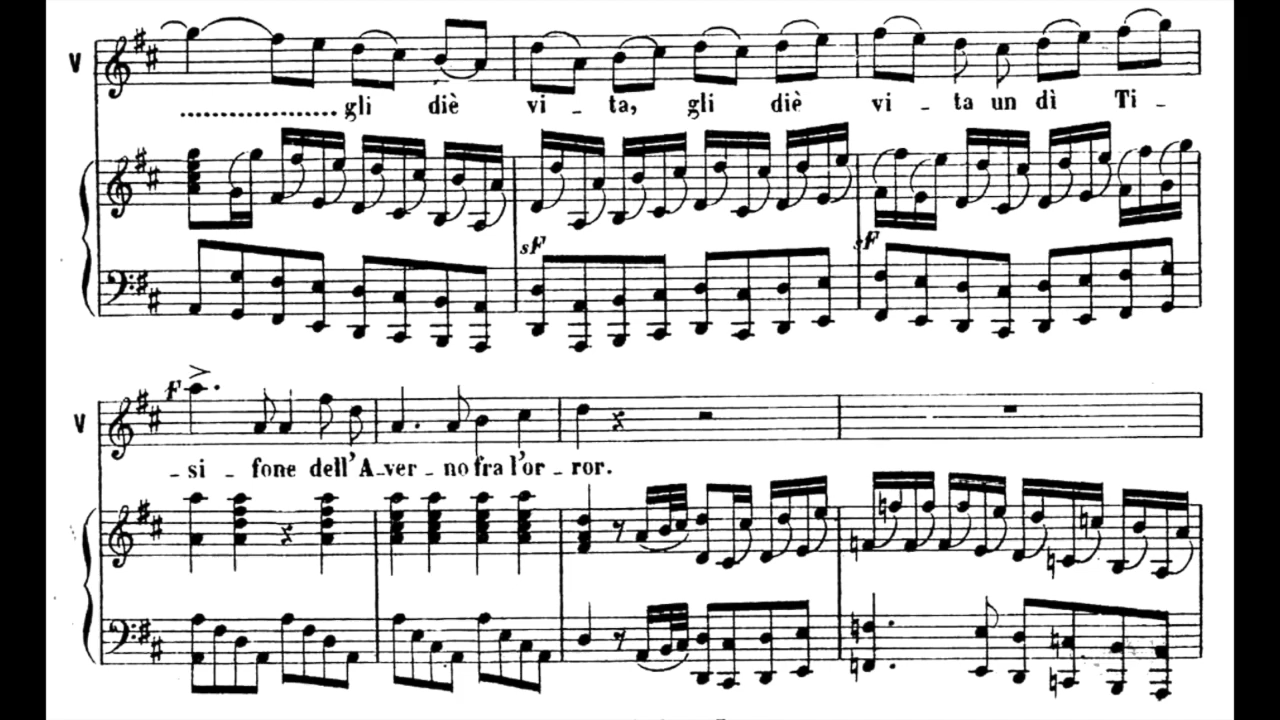 V
.................... gli diè vi - ta, gli diè vi - ta un dì Ti -
sF sF
F
V
- si - fone dell'A-ver - no fra l'or - ror.